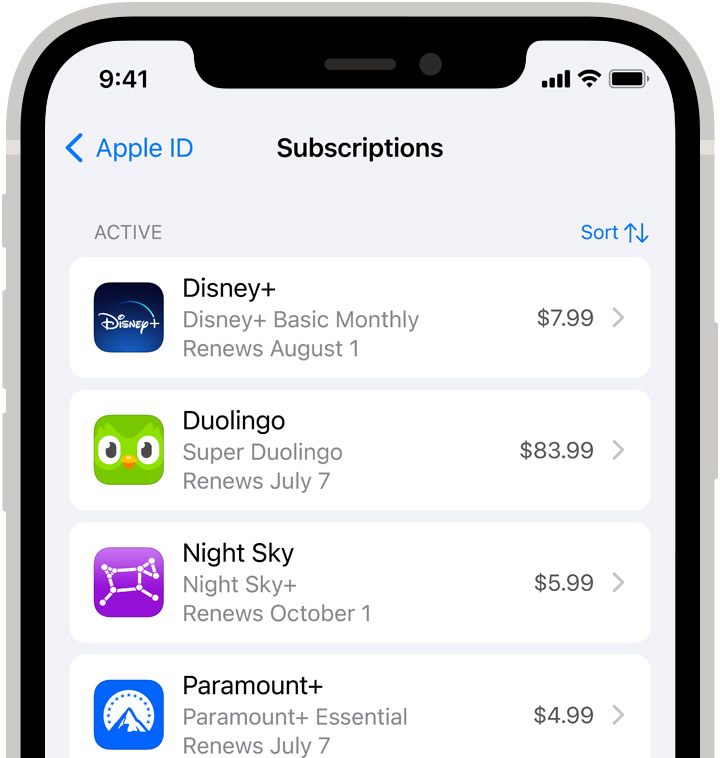 9:41
Apple ID
Subscriptions
ACTIVE
Sort
Disney+
Disney+
Disney+ Basic Monthly
$7.99
Renews August 1
Duolingo
Super Duolingo
$83.99
Renews July 7
Night Sky
Night Sky+
$5.99
Renews October 1
Paramount+
Paramount+ Essential
$4.99
Renews July 7